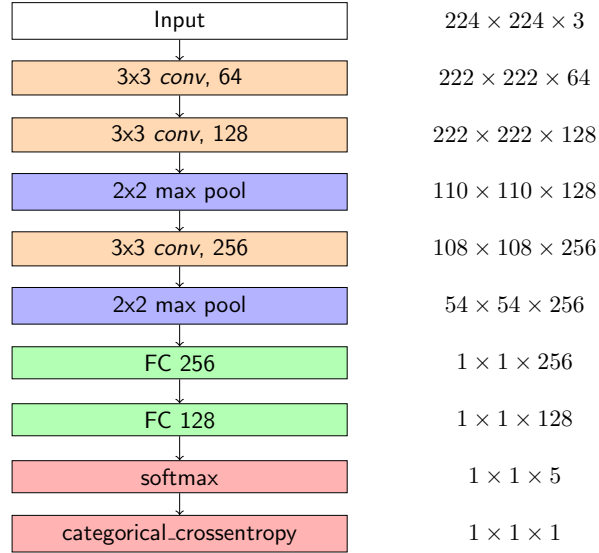 Input 224 × 224 × 3
3x3 conv, 64 222 × 222 × 64
3x3 conv, 128 222 × 222 × 128
2x2 max pool 110 × 110 × 128
3x3 conv, 256 108 × 108 × 256
2x2 max pool 54 × 54 × 256
FC 256 1 × 1 × 256
FC 128 1 × 1 × 128
softmax 1 × 1 × 5
categorical_crossentropy 1 × 1 × 1